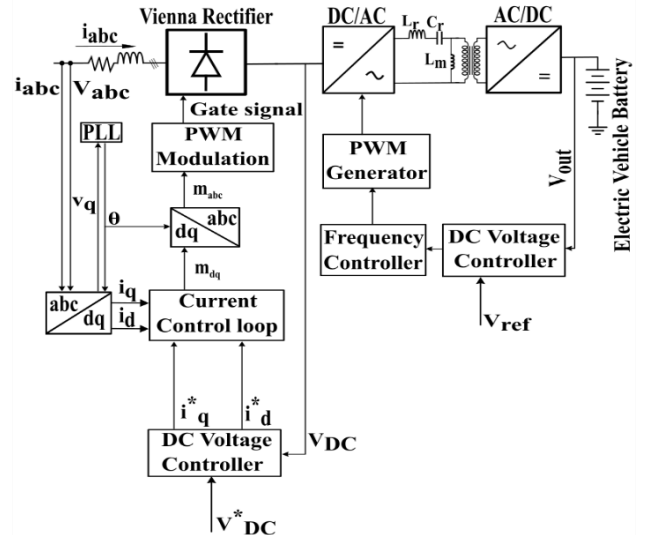 Vienna Rectifier
DC/AC
AC/DC
Lr
Cr
Lm
iabc
iabc
Vabc
=
~
~
=
Gate signal
PLL
PWM
Modulation
PWM
Generator
Electric Vehicle Battery
Vout
mabc
vq
θ
abc
dq
Frequency
Controller
DC Voltage
Controller
mdq
abc
dq
iq
id
Current
Control loop
Vref
i*q
i*d
DC Voltage
Controller
VDC
V*DC